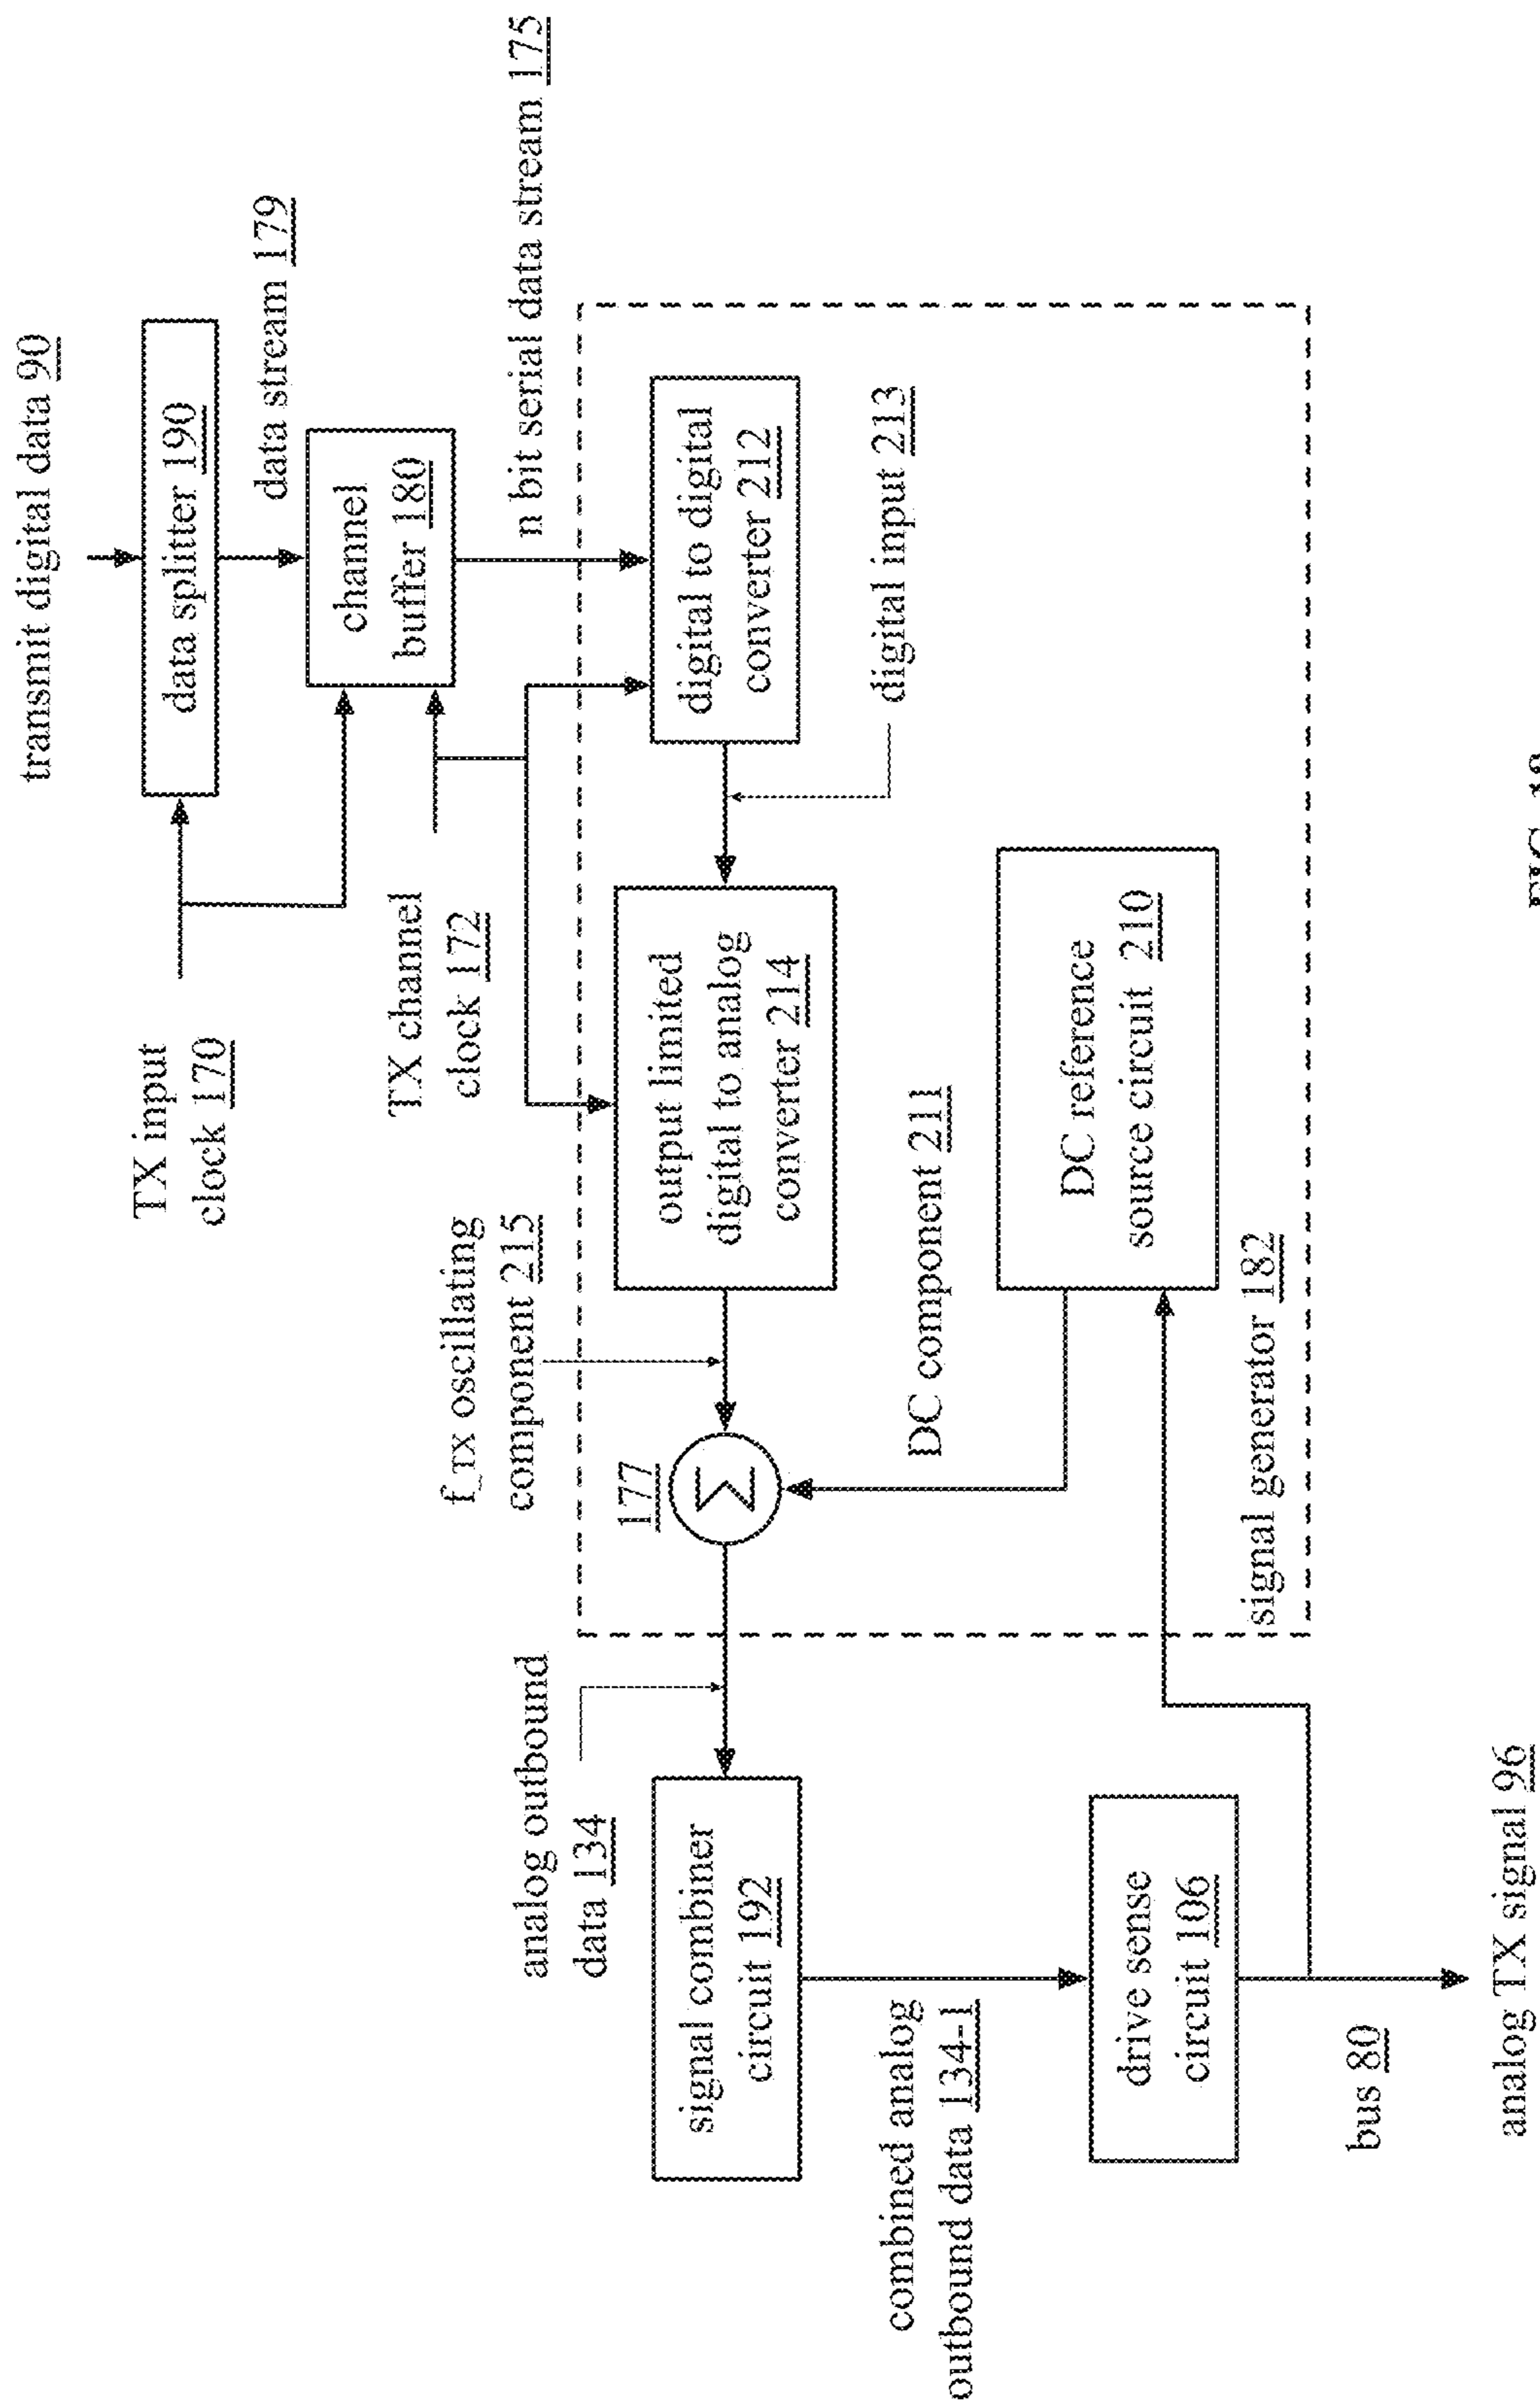 transmit digital data 90
data splitter 190
TX input
clock 170
data stream 179
channel
buffer 180
TX channel
clock 172
n bit serial data stream 175
f_TX oscillating
component 215
177
Σ
output limited
digital to analog
converter 214
digital to digital
converter 212
digital input 213
analog outbound
data 134
signal combiner
circuit 192
DC component 211
DC reference
source circuit 210
signal generator 182
combined analog
outbound data 134-1
drive sense
circuit 106
bus 80
analog TX signal 96